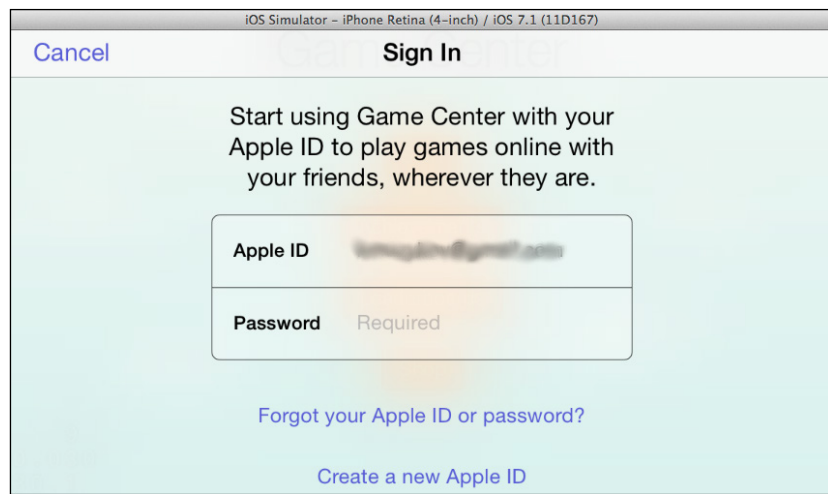 iOS Simulator – iPhone Retina (4-inch) / iOS 7.1 (11D167)
Game Center
Cancel Sign In
Start using Game Center with your
Apple ID to play games online with
your friends, wherever they are.
Apple ID
Password Required
Forgot your Apple ID or password?
Create a new Apple ID